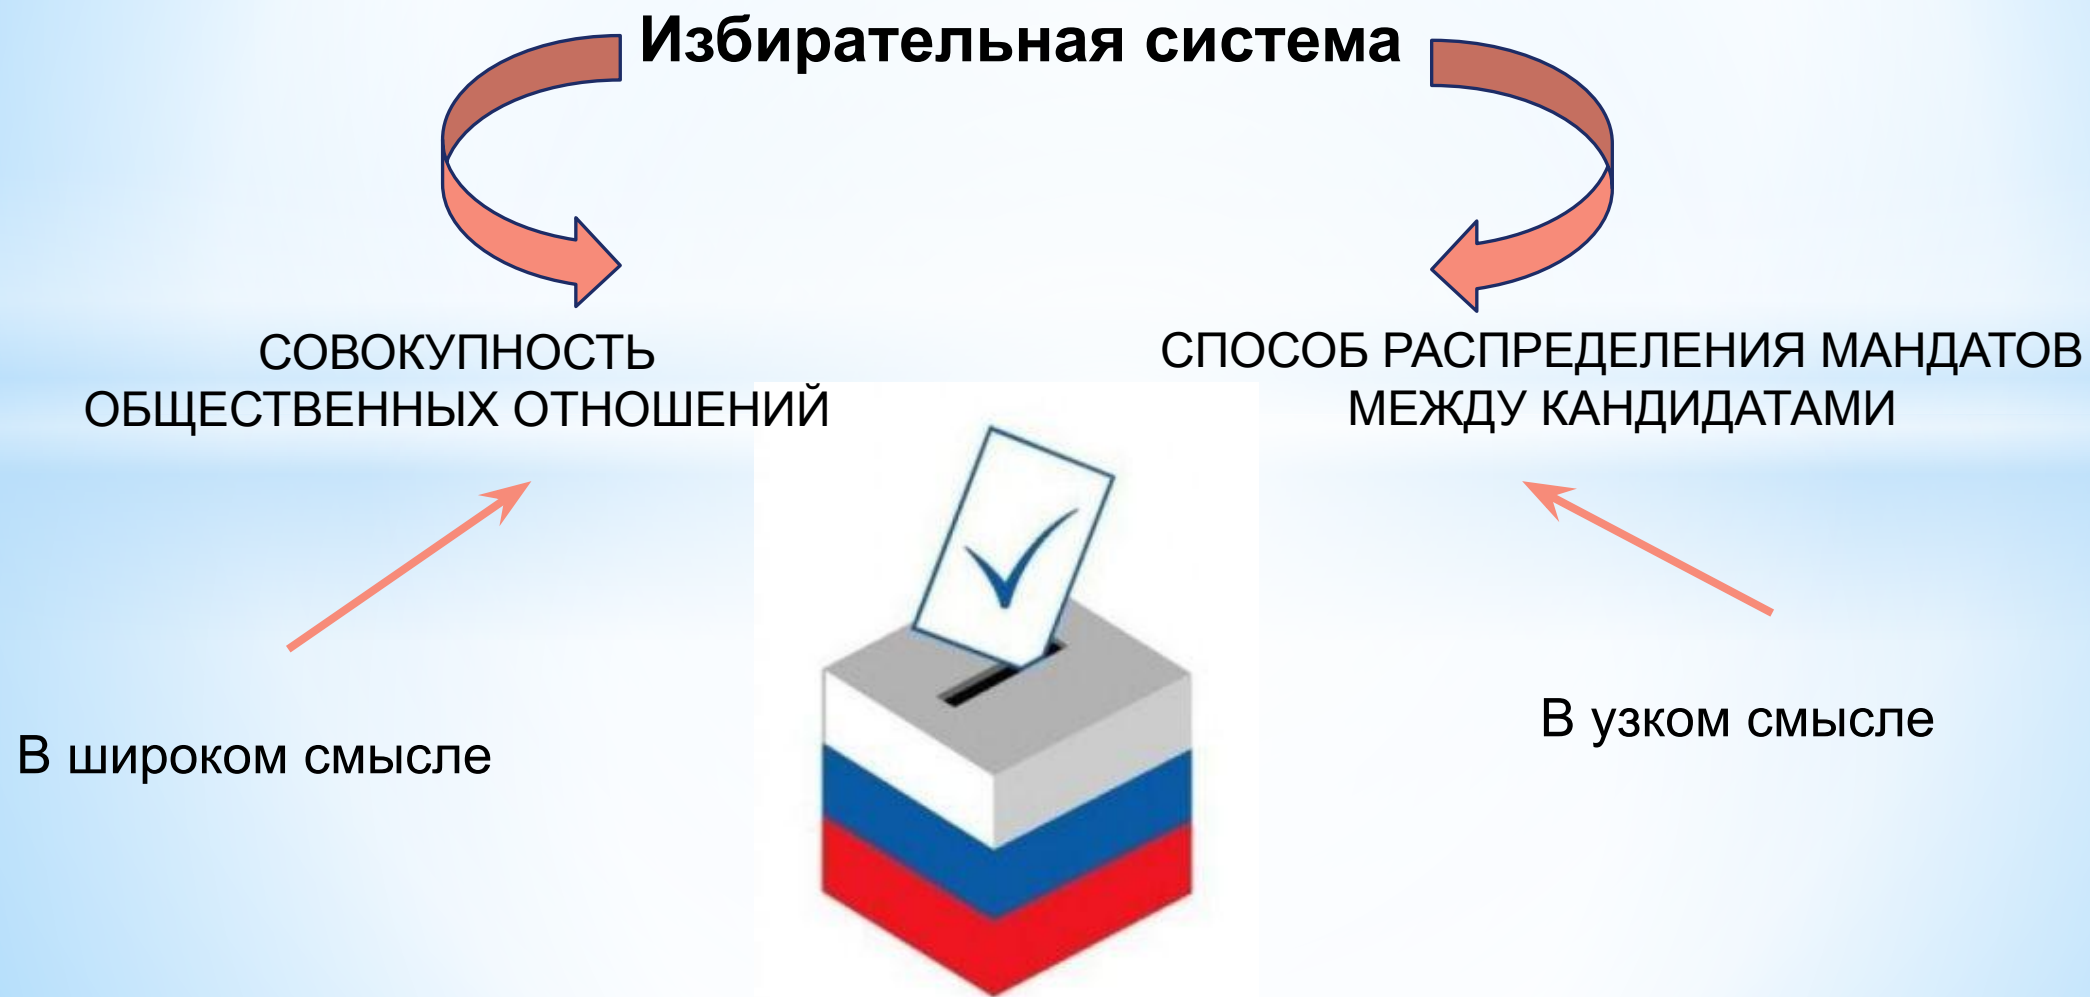 Избирательная система
СОВОКУПНОСТЬ
ОБЩЕСТВЕННЫХ ОТНОШЕНИЙ
СПОСОБ РАСПРЕДЕЛЕНИЯ МАНДАТОВ
МЕЖДУ КАНДИДАТАМИ
В широком смысле
В узком смысле